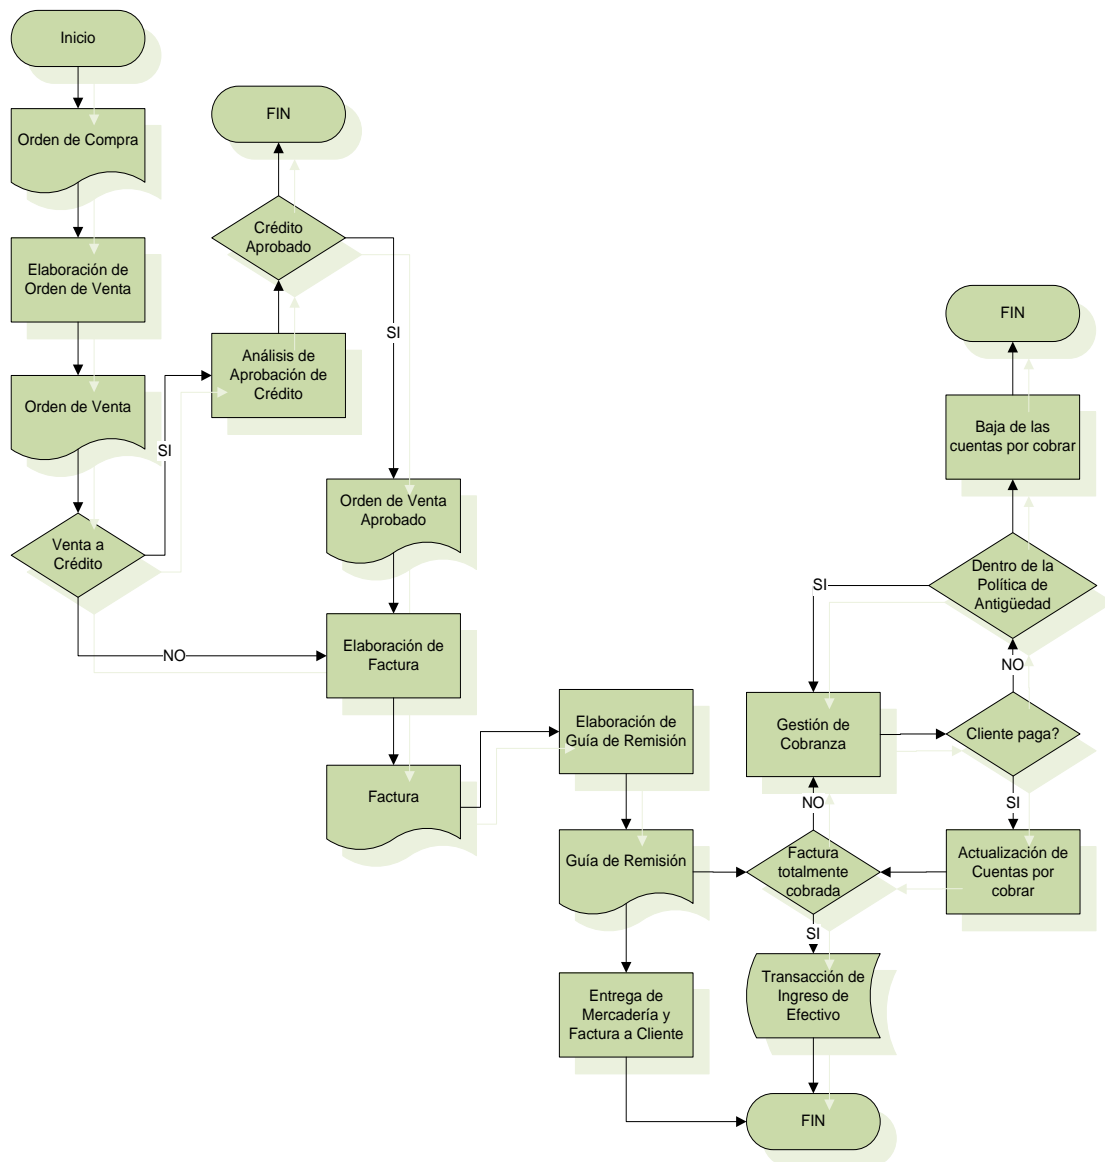 Inicio
Orden de Compra
Elaboración de
Orden de Venta
Orden de Venta
Venta a
Crédito
SI
NO
FIN
Crédito
Aprobado
Análisis de
Aprobación de
Crédito
SI
Orden de Venta
Aprobado
Elaboración de
Factura
Factura
Elaboración de
Guía de Remisión
Guía de Remisión
Entrega de
Mercadería y
Factura a Cliente
FIN
Baja de las
cuentas por cobrar
Dentro de la
Política de
Antigüedad
SI
NO
Gestión de
Cobranza
Cliente paga?
NO
SI
Factura
totalmente
cobrada
Actualización de
Cuentas por
cobrar
SI
Transacción de
Ingreso de
Efectivo
FIN